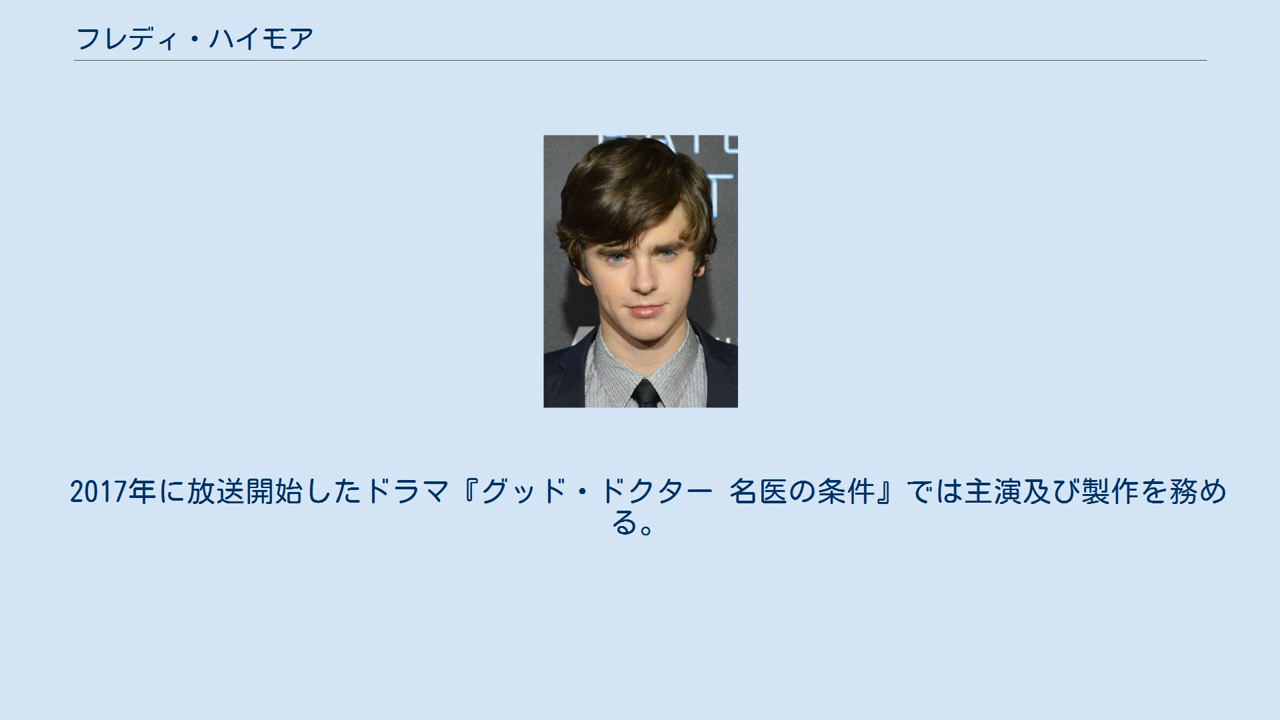 フレディ・ハイモア
2017年に放送開始したドラマ『グッド・ドクター 名医の条件』では主演及び製作を務め
る。